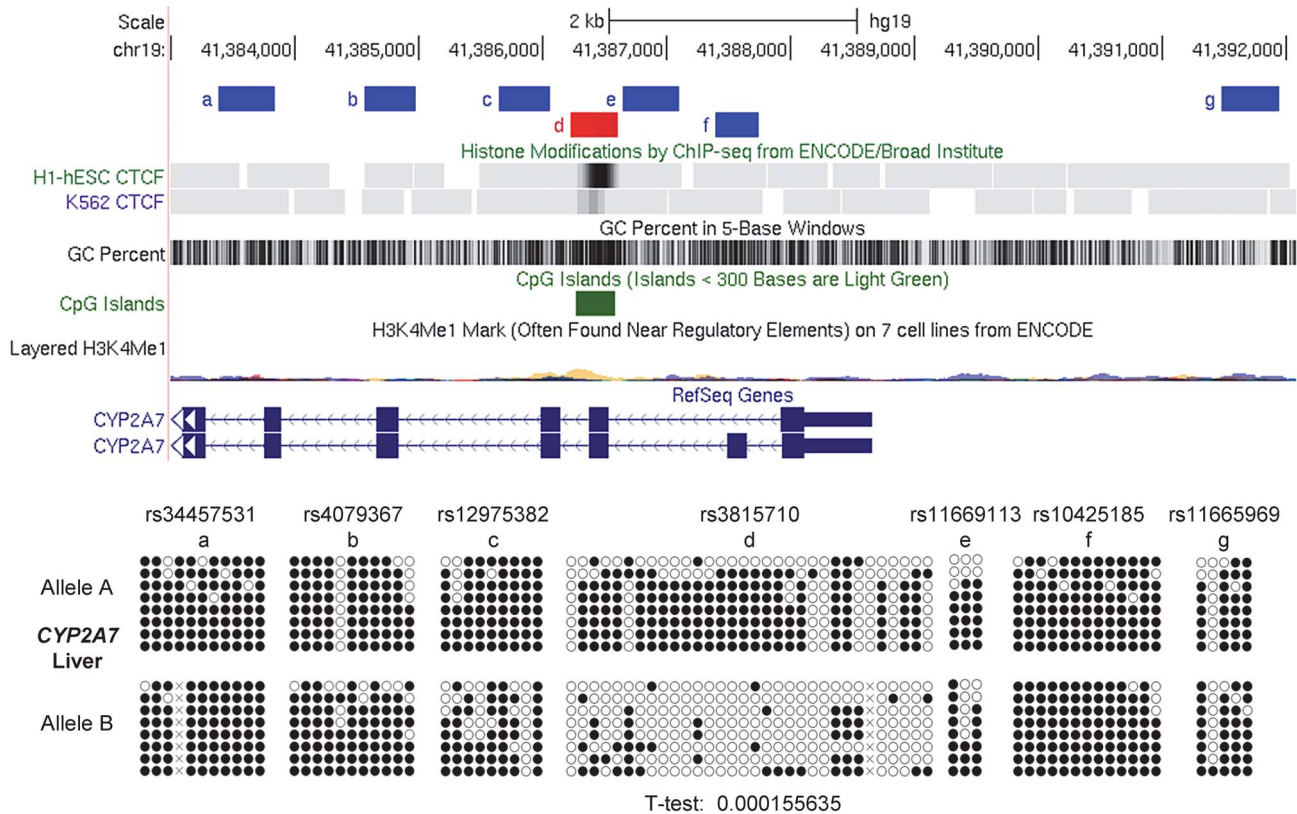 Scale 2 kb hg19
chr19: 41,384,000 41,385,000 41,386,000 41,387,000 41,388,000 41,389,000 41,390,000 41,391,000 41,392,000
a b c e g
d f
Histone Modifications by ChIP-seq from ENCODE/Broad Institute
H1-hESC CTCF
K562 CTCF
GC Percent in 5-Base Windows
GC Percent
CpG Islands (Islands < 300 Bases are Light Green)
CpG Islands
H3K4Me1 Mark (Often Found Near Regulatory Elements) on 7 cell lines from ENCODE
Layered H3K4Me1
RefSeq Genes
CYP2A7
CYP2A7
rs34457531 rs4079367 rs12975382 rs3815710 rs11669113 rs10425185 rs11665969
a b c d e f g
Allele A
CYP2A7
Liver
Allele B
T-test: 0.000155635